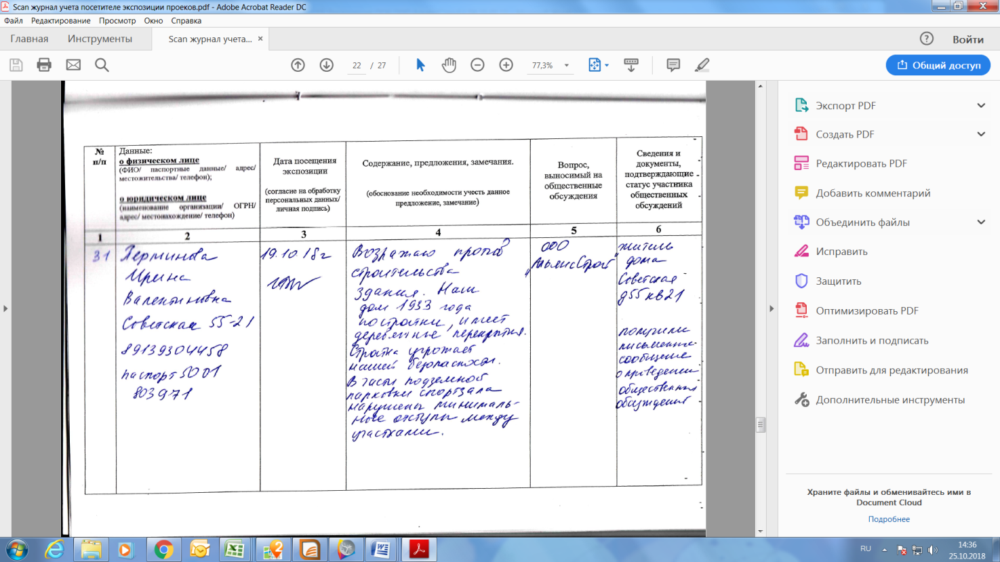 Scan журнал учета посетителе экспозиции проеков.pdf - Adobe Acrobat Reader DC
Файл Редактирование Просмотр Окно Справка
Главная Инструменты Scan журнал учета... × Войти
22 / 27 77,3% Общий доступ
№ п/п
Данные:
о физическом лице
(ФИО/ паспортные данные/ адрес/
местожительства/ телефон);
о юридическом лице
(наименование организации/ ОГРН/
адрес/ местонахождение/ телефон)
Дата посещения
экспозиции
(согласие на обработку
персональных данных/
личная подпись)
Содержание, предложения, замечания.
(обоснование необходимости учесть данное
предложение, замечание)
Вопрос,
выносимый на
общественные
обсуждения
Сведения и
документы,
подтверждающие
статус участника
общественных
обсуждений
1 2 3 4 5 6
31
Ирина
Валентиновна
Советская 55-21
89139304458
паспорт 5001
803971
19.10.18г
Возражаю против
строительства
здания. Наш
дом 1933 года
постройки, имеет
деревянные перекрытия.
Стройка угрожает
нашей безопасности.
В части подземной
парковки спортзала
нарушены минималь-
ные отступы между
участками.
ООО
"АльянсСтрой"
житель
дома
Советская
д55 кв21
получили
письменное
сообщение
о проведении
общественных
обсуждений
Экспорт PDF
Создать PDF
Редактировать PDF
Добавить комментарий
Объединить файлы
Исправить
Защитить
Оптимизировать PDF
Заполнить и подписать
Отправить для редактирования
Дополнительные инструменты
Храните файлы и обменивайтесь ими в
Document Cloud
Подробнее
RU
14:36
25.10.2018